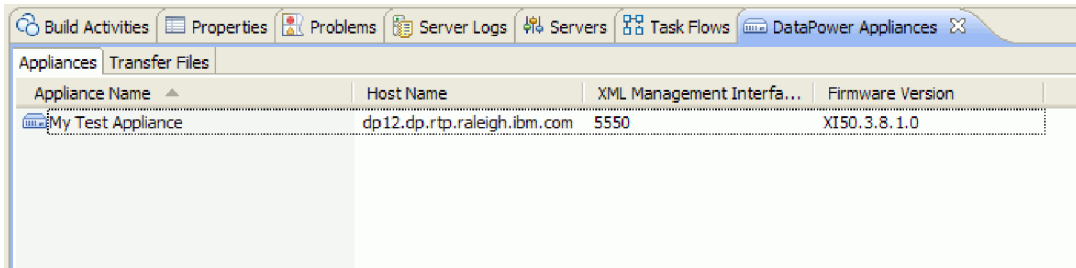 Build Activities Properties Problems Server Logs Servers Task Flows DataPower Appliances
Appliances Transfer Files
Appliance Name Host Name XML Management Interfa... Firmware Version
My Test Appliance dp12.dp.rtp.raleigh.ibm.com 5550 XI50.3.8.1.0